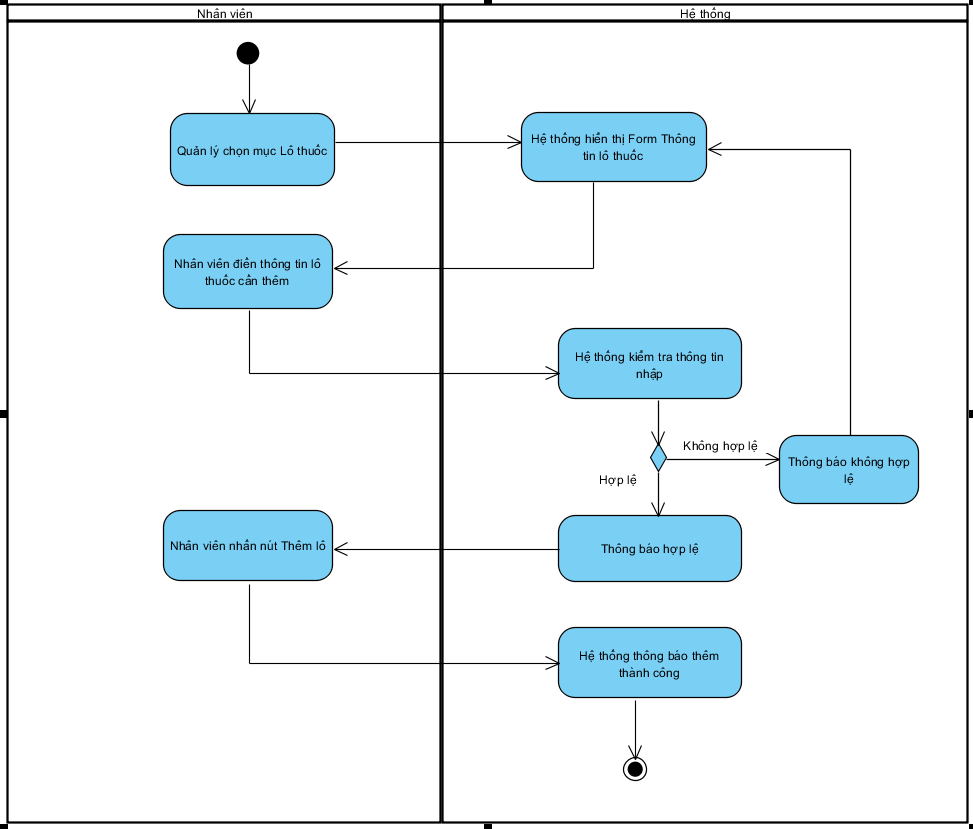 Nhân viên
Hệ thống
Quản lý chọn mục Lô thuốc
Hệ thống hiển thị Form Thông
tin lô thuốc
Nhân viên điền thông tin lô
thuốc cần thêm
Hệ thống kiểm tra thông tin
nhập
Không hợp lệ
Thông báo không hợp
lệ
Hợp lệ
Nhân viên nhấn nút Thêm lô
Thông báo hợp lệ
Hệ thống thông báo thêm
thành công